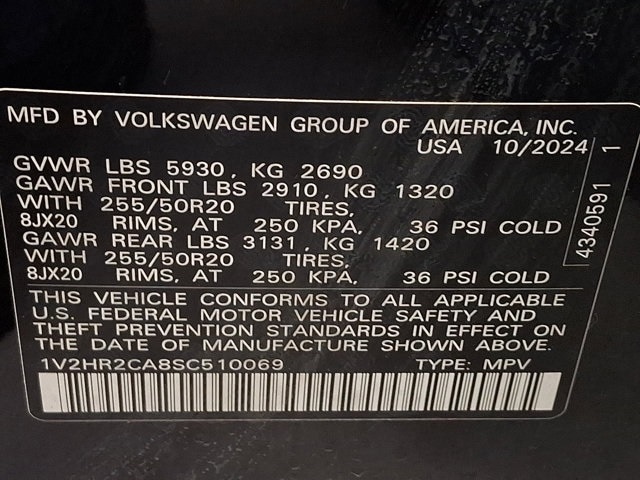 MFD BY VOLKSWAGEN GROUP OF AMERICA, INC.
USA 10/2024
GVWR LBS 5930, KG 2690
GAWR FRONT LBS 2910, KG 1320
WITH 255/50R20 TIRES,
8JX20 RIMS, AT 250 KPA, 36 PSI COLD
GAWR REAR LBS 3131, KG 1420
WITH 255/50R20 TIRES,
8JX20 RIMS, AT 250 KPA, 36 PSI COLD
THIS VEHICLE CONFORMS TO ALL APPLICABLE
U.S. FEDERAL MOTOR VEHICLE SAFETY AND
THEFT PREVENTION STANDARDS IN EFFECT ON
THE DATE OF MANUFACTURE SHOWN ABOVE.
1V2HR2CA8SC510069 TYPE: MPV
4340591 1